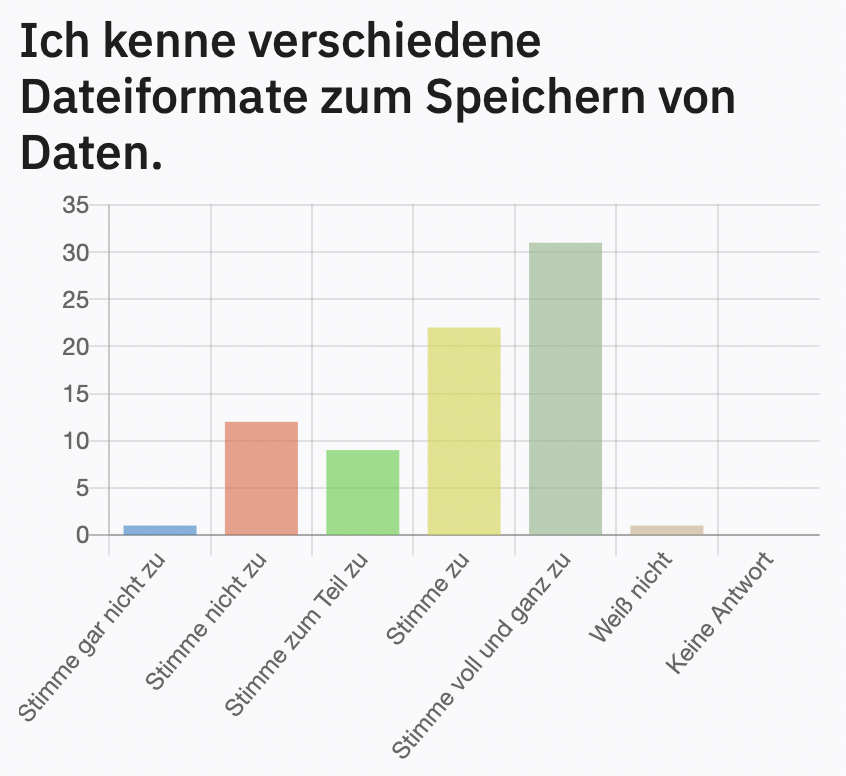 Ich kenne verschiedene
Dateiformate zum Speichern von
Daten.
35
30
25
20
15
10
5
0
Stimme gar nicht zu
Stimme nicht zu
Stimme zum Teil zu
Stimme zu
Stimme voll und ganz zu
Weiß nicht
Keine Antwort